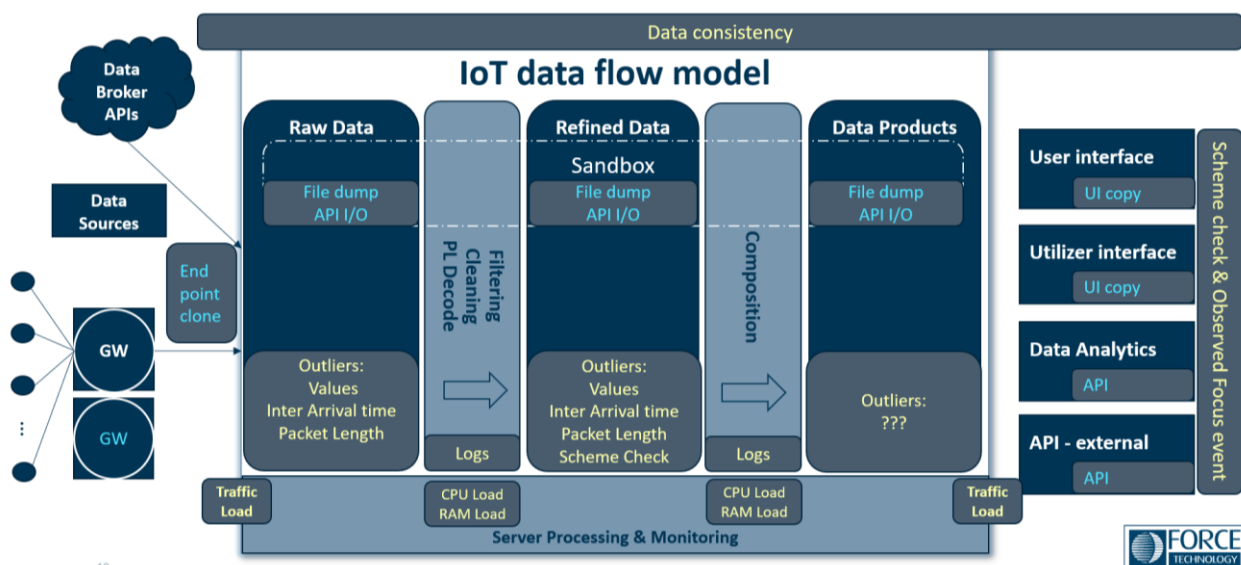 Data consistency
IoT data flow model
Data
Broker
APIs
Data
Sources
End
point
clone
GW
GW
...
Raw Data
Refined Data
Data Products
Sandbox
File dump
API I/O
File dump
API I/O
File dump
API I/O
Filtering
Cleaning
PL Decode
Composition
Outliers:
Values
Inter Arrival time
Packet Length
Logs
Outliers:
Values
Inter Arrival time
Packet Length
Scheme Check
Logs
Outliers:
???
Traffic
Load
CPU Load
RAM Load
CPU Load
RAM Load
Traffic
Load
Server Processing & Monitoring
User interface
UI copy
Utilizer interface
UI copy
Data Analytics
API
API - external
API
Scheme check & Observed Focus event
FORCE
TECHNOLOGY